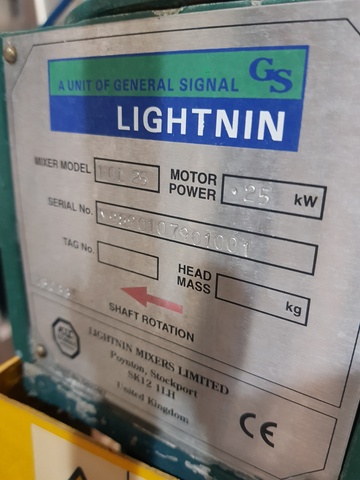 GS
A UNIT OF GENERAL SIGNAL
LIGHTNIN
MIXER MODEL
MOTOR POWER .25 kW
SERIAL No.
TAG No.
HEAD MASS kg
SHAFT ROTATION
LIGHTNIN MIXERS LIMITED
Poynton, Stockport
SK12 1LH
United Kingdom
CE